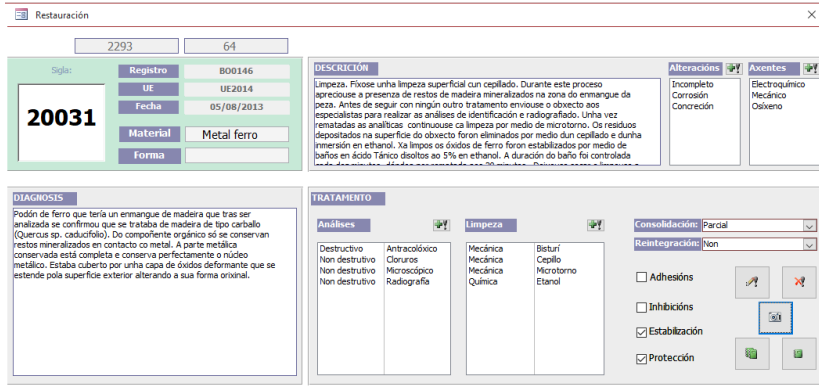 Restauración
2293 64
Sigla:
20031
Registro BO0146
UE UE2014
Fecha 05/08/2013
Material Metal ferro
Forma
DESCRICIÓN
Limpeza. Fíxose unha limpeza superficial cun cepillado. Durante este proceso
apreciouse a presenza de restos de madeira mineralizados na zona do enmangue da
peza. Antes de seguir con ningún outro tratamento enviouse o obxecto aos
especialistas para realizar as análises de identificación e radiografiado. Unha vez
rematadas as analíticas continuouse ca limpeza por medio de microtorno. Os residuos
depositados na superficie do obxecto foron eliminados por medio dun cepillado e dunha
inmersión en ethanol. Xa limpos os óxidos de ferro foron estabilizados por medio de
baños en ácido Tánico disoltos ao 5% en ethanol. A duración do baño foi controlada
Alteracións
Incompleto
Corrosión
Concreción
Axentes
Electroquímico
Mecánico
Osíxeno
DIAGNOSIS
Podón de ferro que tería un enmangue de madeira que tras ser
analizada se confirmou que se trataba de madeira de tipo carballo
(Quercus sp. caducifolio). Do compoñente orgánico só se conservan
restos mineralizados en contacto co metal. A parte metálica
conservada está completa e conserva perfectamente o núcleo
metálico. Estaba cuberto por unha capa de óxidos deformante que se
estende pola superficie exterior alterando a sua forma orixinal.
TRATAMENTO
Análises
Destructivo Antracolóxico
Non destrutivo Cloruros
Non destrutivo Microscópico
Non destrutivo Radiografía
Limpeza
Mecánica Bisturí
Mecánica Cepillo
Mecánica Microtorno
Química Etanol
Consolidación: Parcial
Reintegración: Non
Adhesións
Inhibicións
Estabilización
Protección